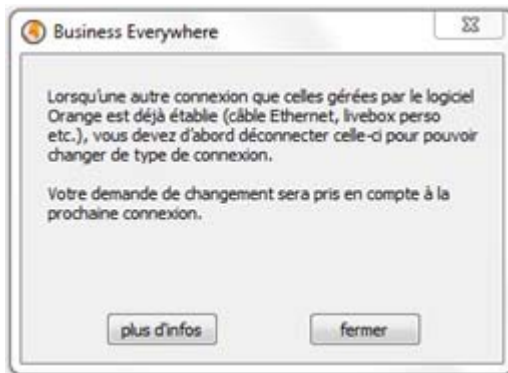 Business Everywhere
Lorsqu'une autre connexion que celles gérées par le logiciel
Orange est déjà établie (câble Ethernet, livebox perso
etc.), vous devez d'abord déconnecter celle-ci pour pouvoir
changer de type de connexion.
Votre demande de changement sera pris en compte à la
prochaine connexion.
plus d'infos
fermer